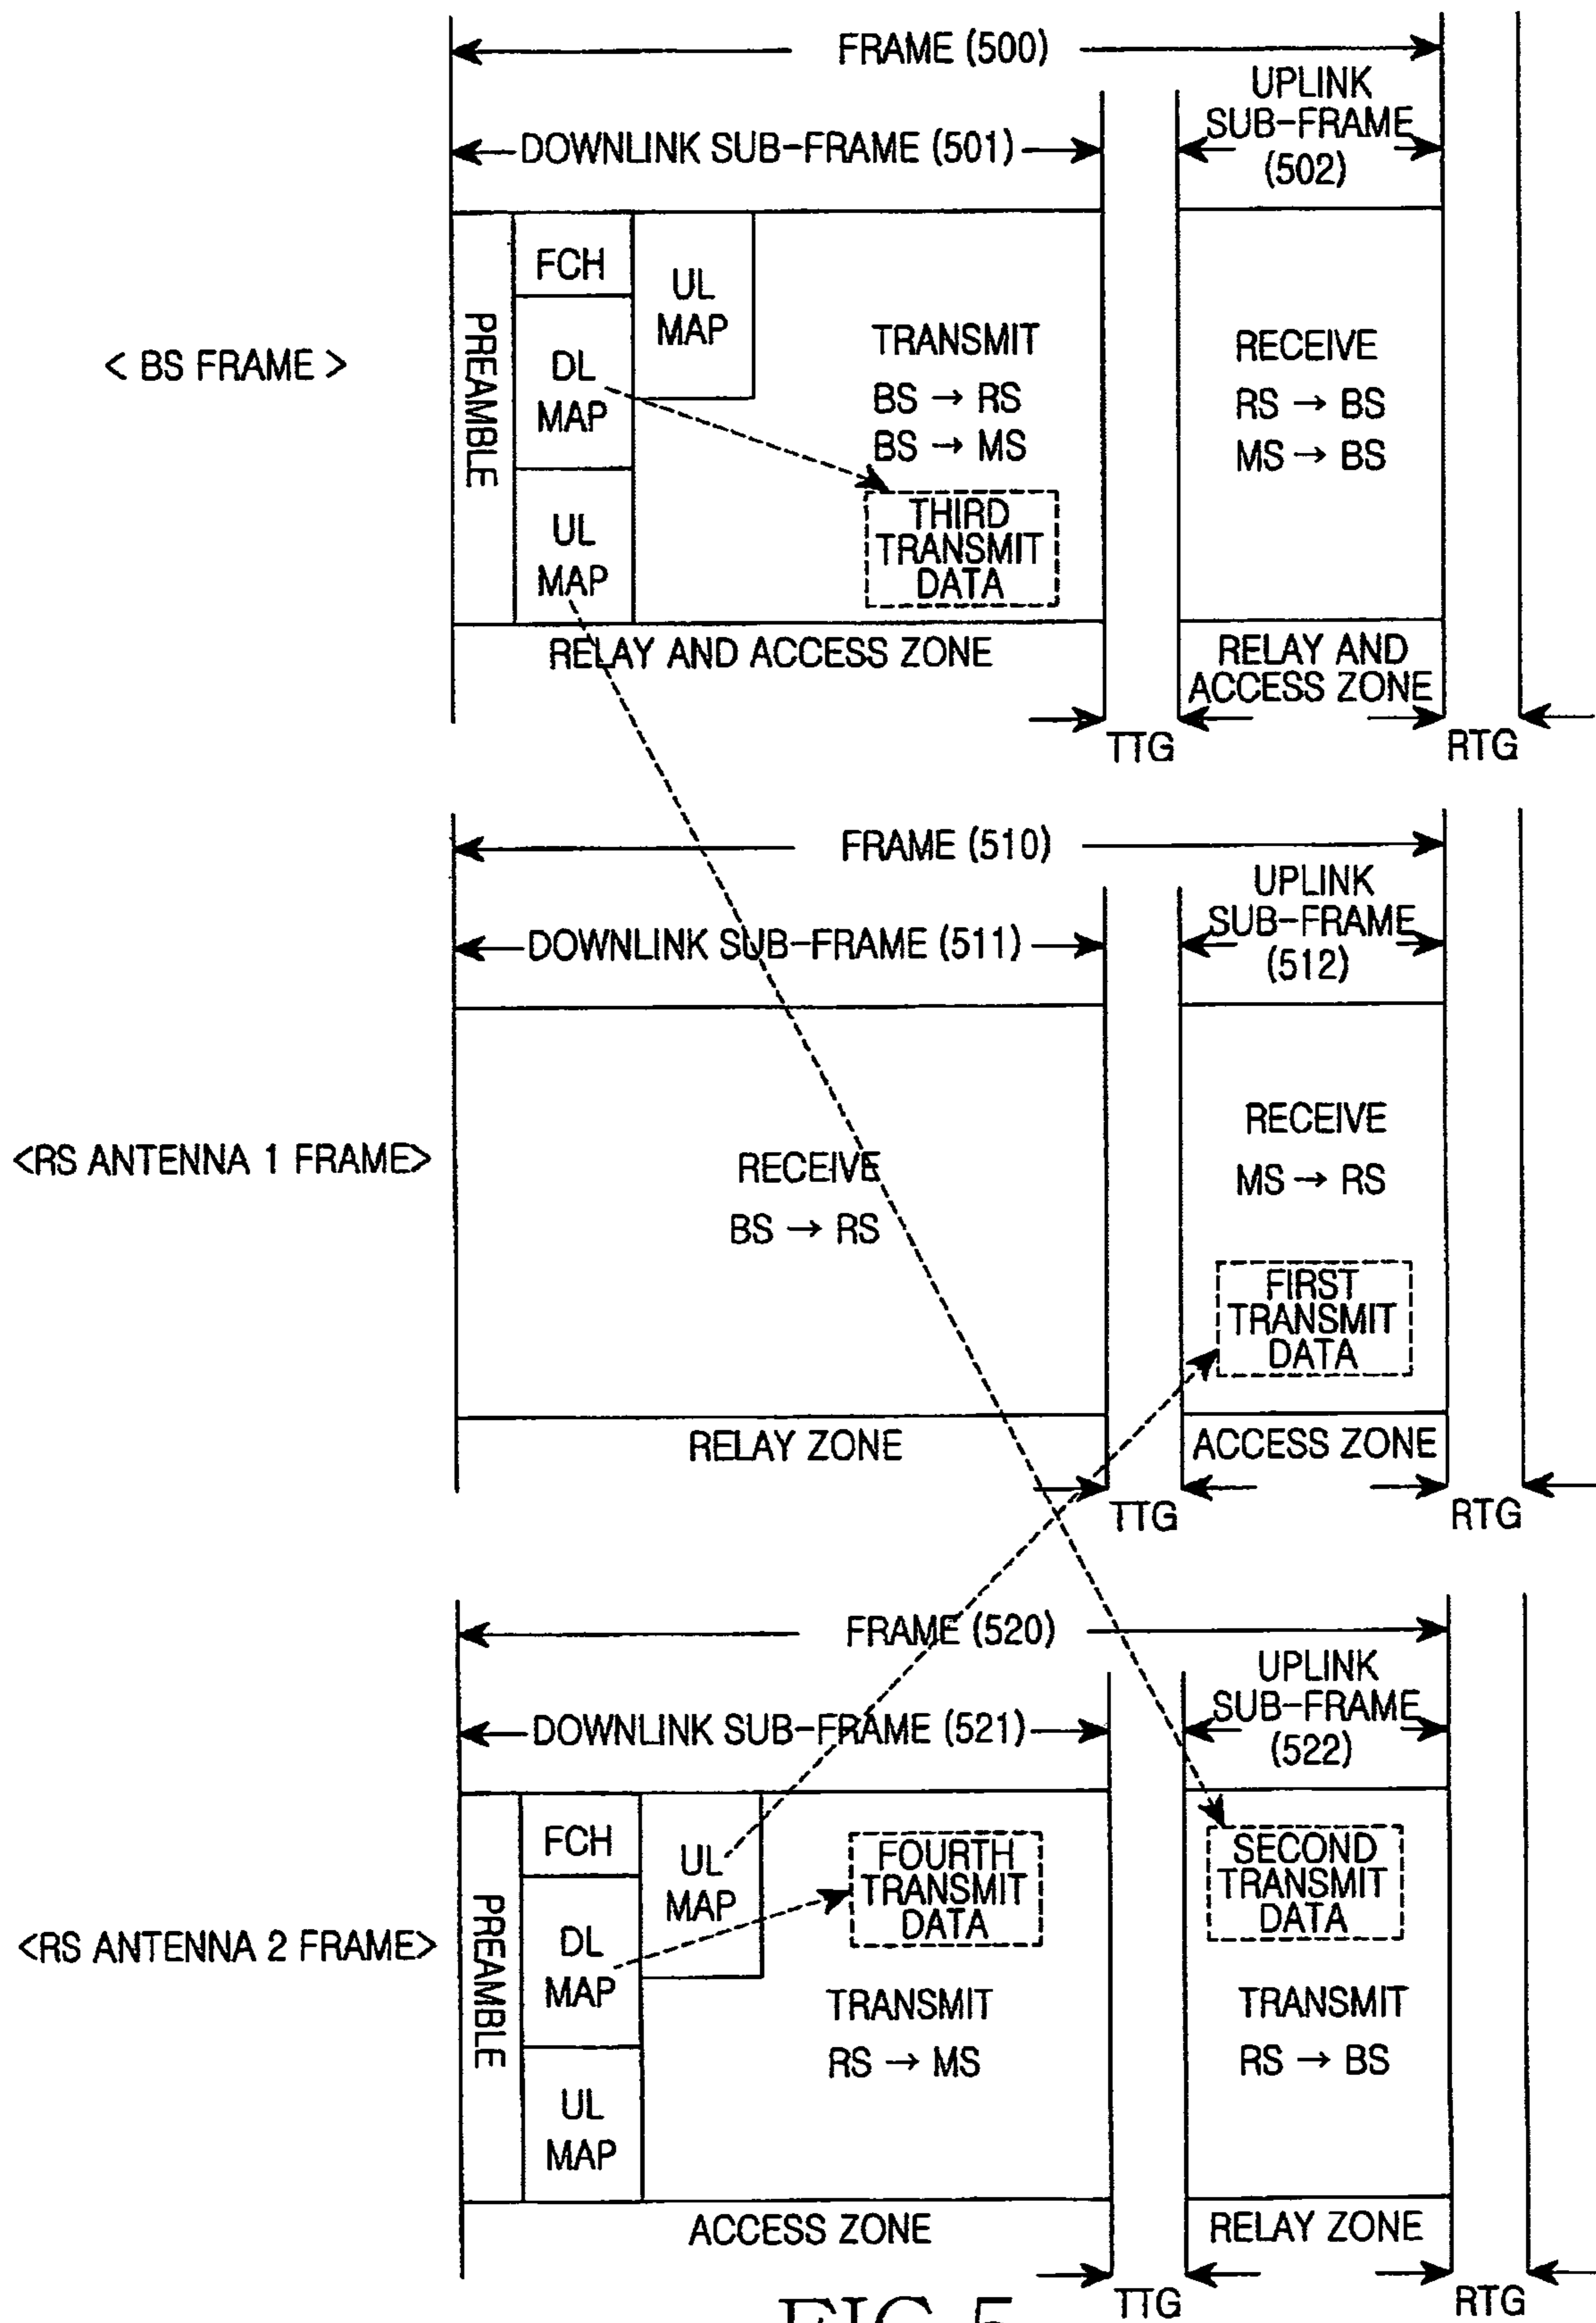 FRAME (500)
UPLINK
SUB-FRAME
(502)
DOWNLINK SUB-FRAME (501)
< BS FRAME >
PREAMBLE
FCH
DL
MAP
UL
MAP
UL
MAP
TRANSMIT
BS → RS
BS → MS
THIRD
TRANSMIT
DATA
RECEIVE
RS → BS
MS → BS
RELAY AND ACCESS ZONE
RELAY AND
ACCESS ZONE
TTG
RTG
FRAME (510)
UPLINK
SUB-FRAME
(512)
DOWNLINK SUB-FRAME (511)
<RS ANTENNA 1 FRAME>
RECEIVE
BS → RS
RECEIVE
MS → RS
FIRST
TRANSMIT
DATA
RELAY ZONE
ACCESS ZONE
TTG
RTG
FRAME (520)
UPLINK
SUB-FRAME
(522)
DOWNLINK SUB-FRAME (521)
<RS ANTENNA 2 FRAME>
PREAMBLE
FCH
DL
MAP
UL
MAP
UL
MAP
FOURTH
TRANSMIT
DATA
TRANSMIT
RS → MS
SECOND
TRANSMIT
DATA
TRANSMIT
RS → BS
ACCESS ZONE
RELAY ZONE
TTG
RTG
FIG.5